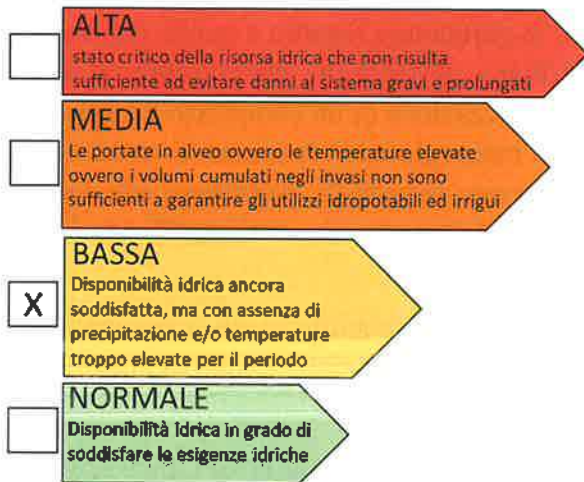 ALTA
stato critico della risorsa idrica che non risulta
sufficiente ad evitare danni al sistema gravi e prolungati
MEDIA
Le portate in alveo ovvero le temperature elevate
ovvero i volumi cumulati negli invasi non sono
sufficienti a garantire gli utilizzi idropotabili ed irrigui
X
BASSA
Disponibilità idrica ancora
soddisfatta, ma con assenza di
precipitazione e/o temperature
troppo elevate per il periodo
NORMALE
Disponibilità idrica in grado di
soddisfare le esigenze idriche